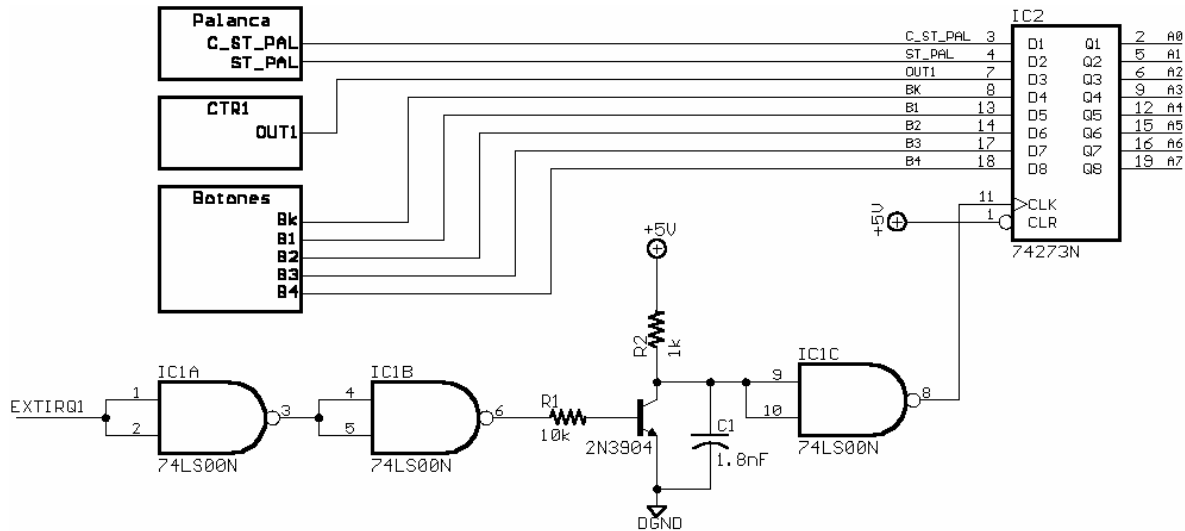 Palanca
C_ST_PAL
ST_PAL
CTR1
OUT1
Botones
Bk
B1
B2
B3
B4
C_ST_PAL 3
ST_PAL 4
OUT1 7
BK 8
B1 13
B2 14
B3 17
B4 18
IC2
D1 Q1
D2 Q2
D3 Q3
D4 Q4
D5 Q5
D6 Q6
D7 Q7
D8 Q8
2 A0
5 A1
6 A2
9 A3
12 A4
15 A5
16 A6
19 A7
11 CLK
+5V 1 CLR
74273N
+5V
R2
1k
EXTIRQ1
IC1A
1
2
3
74LS00N
IC1B
4
5
6
74LS00N
R1
10k
2N3904
C1
1.8nF
DGND
IC1C
9
10
8
74LS00N